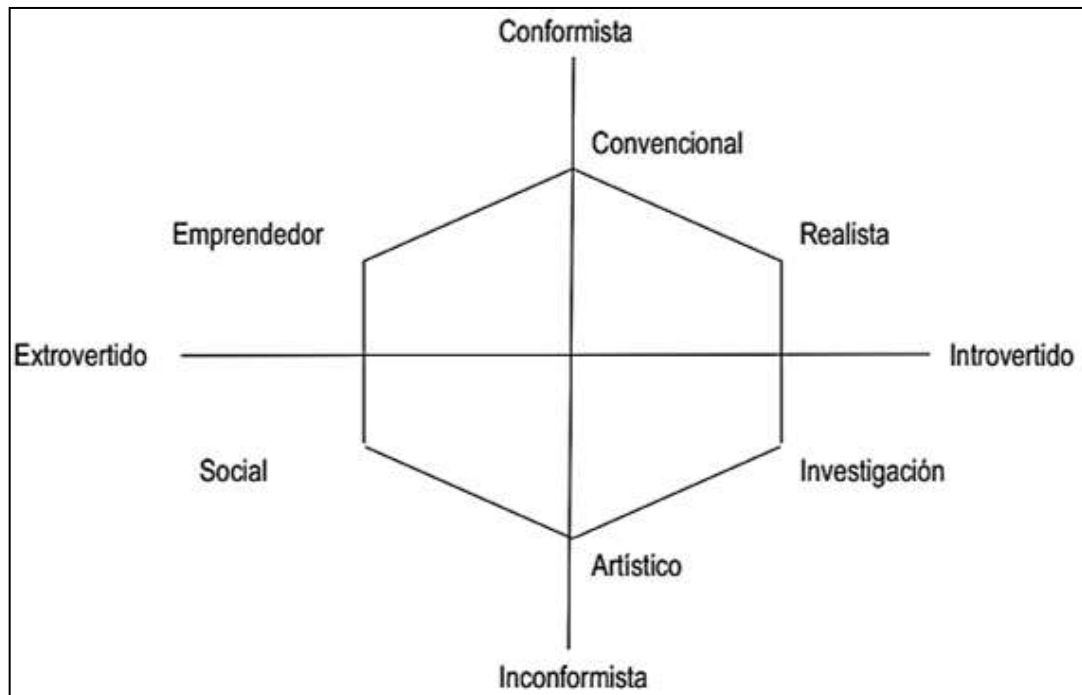 Conformista
Convencional
Emprendedor
Realista
Extrovertido
Introvertido
Social
Investigación
Artístico
Inconformista